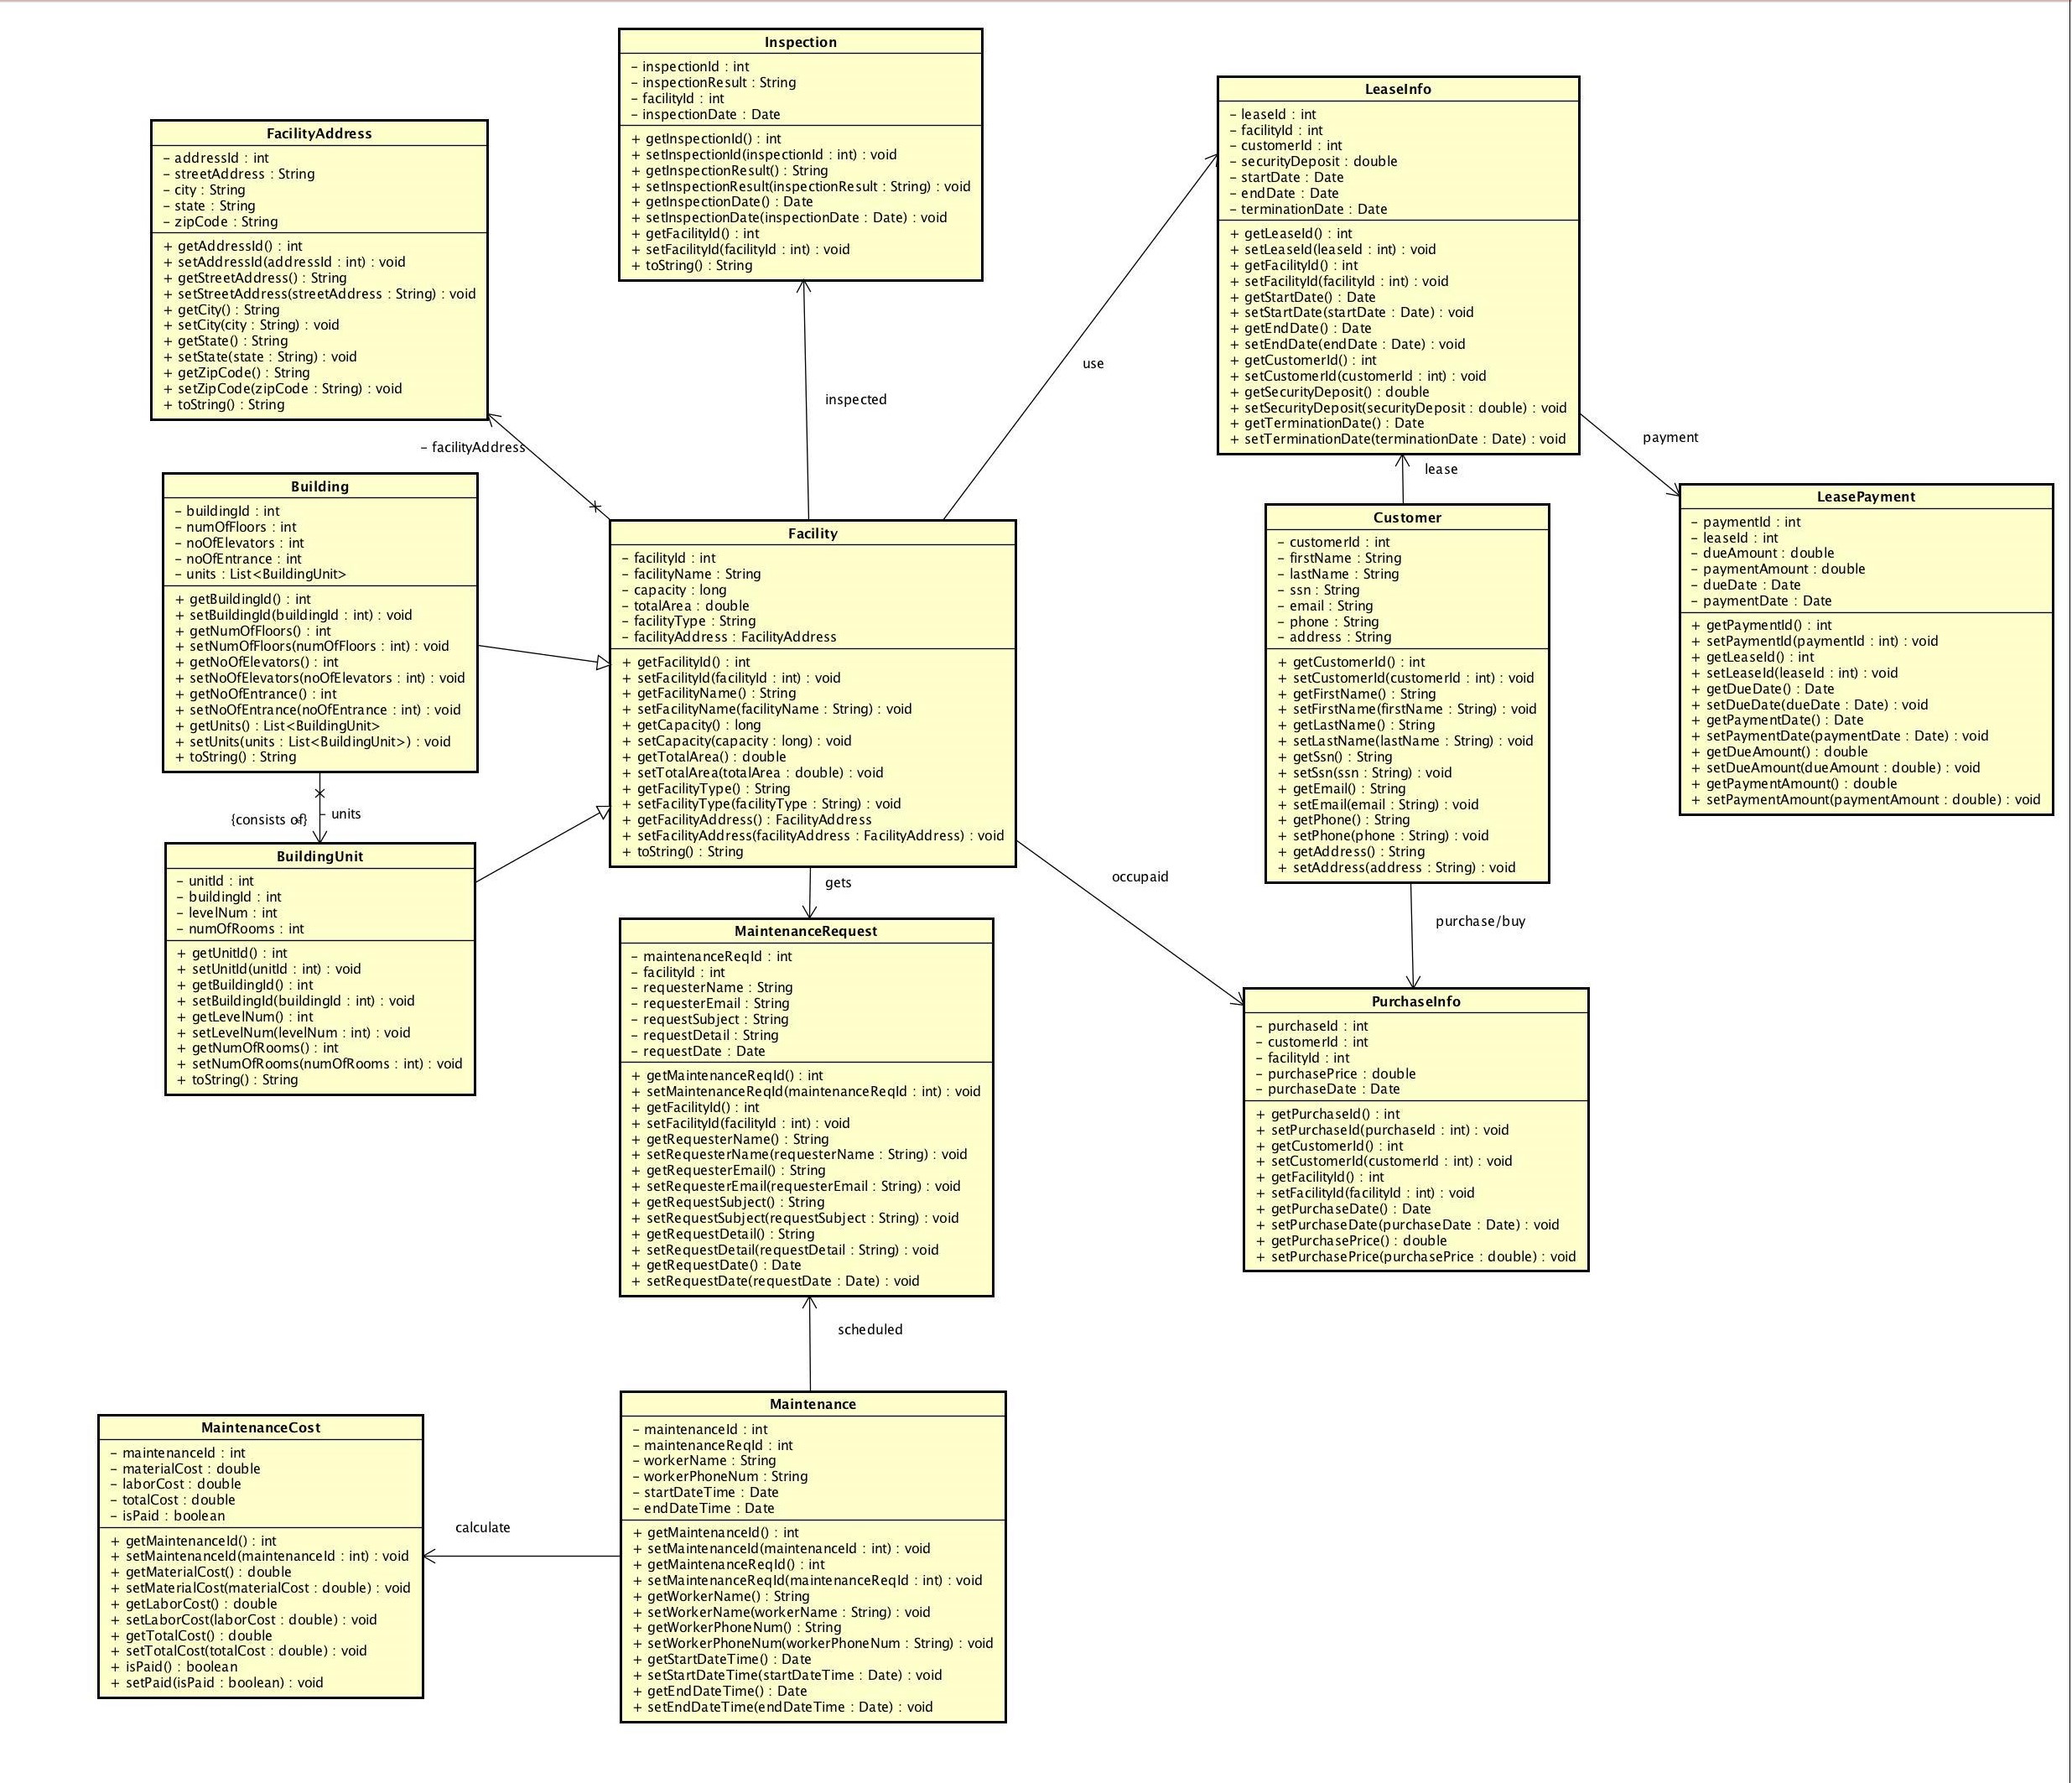 Inspection
– inspectionId : int
– inspectionResult : String
– facilityId : int
– inspectionDate : Date
+ getInspectionId() : int
+ setInspectionId(inspectionId : int) : void
+ getInspectionResult() : String
+ setInspectionResult(inspectionResult : String) : void
+ getInspectionDate() : Date
+ setInspectionDate(inspectionDate : Date) : void
+ getFacilityId() : int
+ setFacilityId(facilityId : int) : void
+ toString() : String
LeaseInfo
– leaseId : int
– facilityId : int
– customerId : int
– securityDeposit : double
– startDate : Date
– endDate : Date
– terminationDate : Date
+ getLeaseId() : int
+ setLeaseId(leaseId : int) : void
+ getFacilityId() : int
+ setFacilityId(facilityId : int) : void
+ getStartDate() : Date
+ setStartDate(startDate : Date) : void
+ getEndDate() : Date
+ setEndDate(endDate : Date) : void
+ getCustomerId() : int
+ setCustomerId(customerId : int) : void
+ getSecurityDeposit() : double
+ setSecurityDeposit(securityDeposit : double) : void
+ getTerminationDate() : Date
+ setTerminationDate(terminationDate : Date) : void
FacilityAddress
– addressId : int
– streetAddress : String
– city : String
– state : String
– zipCode : String
+ getAddressId() : int
+ setAddressId(addressId : int) : void
+ getStreetAddress() : String
+ setStreetAddress(streetAddress : String) : void
+ getCity() : String
+ setCity(city : String) : void
+ getState() : String
+ setState(state : String) : void
+ getZipCode() : String
+ setZipCode(zipCode : String) : void
+ toString() : String
use
inspected
payment
– facilityAddress
lease
Building
– buildingId : int
– numOfFloors : int
– noOfElevators : int
– noOfEntrance : int
– units : List<BuildingUnit>
+ getBuildingId() : int
+ setBuildingId(buildingId : int) : void
+ getNumOfFloors() : int
+ setNumOfFloors(numOfFloors : int) : void
+ getNoOfElevators() : int
+ setNoOfElevators(noOfElevators : int) : void
+ getNoOfEntrance() : int
+ setNoOfEntrance(noOfEntrance : int) : void
+ getUnits() : List<BuildingUnit>
+ setUnits(units : List<BuildingUnit>) : void
+ toString() : String
Facility
– facilityId : int
– facilityName : String
– capacity : long
– totalArea : double
– facilityType : String
– facilityAddress : FacilityAddress
+ getFacilityId() : int
+ setFacilityId(facilityId : int) : void
+ getFacilityName() : String
+ setFacilityName(facilityName : String) : void
+ getCapacity() : long
+ setCapacity(capacity : long) : void
+ getTotalArea() : double
+ setTotalArea(totalArea : double) : void
+ getFacilityType() : String
+ setFacilityType(facilityType : String) : void
+ getFacilityAddress() : FacilityAddress
+ setFacilityAddress(facilityAddress : FacilityAddress) : void
+ toString() : String
Customer
– customerId : int
– firstName : String
– lastName : String
– ssn : String
– email : String
– phone : String
– address : String
+ getCustomerId() : int
+ setCustomerId(customerId : int) : void
+ getFirstName() : String
+ setFirstName(firstName : String) : void
+ getLastName() : String
+ setLastName(lastName : String) : void
+ getSsn() : String
+ setSsn(ssn : String) : void
+ getEmail() : String
+ setEmail(email : String) : void
+ getPhone() : String
+ setPhone(phone : String) : void
+ getAddress() : String
+ setAddress(address : String) : void
LeasePayment
– paymentId : int
– leaseId : int
– dueAmount : double
– paymentAmount : double
– dueDate : Date
– paymentDate : Date
+ getPaymentId() : int
+ setPaymentId(paymentId : int) : void
+ getLeaseId() : int
+ setLeaseId(leaseId : int) : void
+ getDueDate() : Date
+ setDueDate(dueDate : Date) : void
+ getPaymentDate() : Date
+ setPaymentDate(paymentDate : Date) : void
+ getDueAmount() : double
+ setDueAmount(dueAmount : double) : void
+ getPaymentAmount() : double
+ setPaymentAmount(paymentAmount : double) : void
{consists of}
– units
gets
occupaid
purchase/buy
BuildingUnit
– unitId : int
– buildingId : int
– levelNum : int
– numOfRooms : int
+ getUnitId() : int
+ setUnitId(unitId : int) : void
+ getBuildingId() : int
+ setBuildingId(buildingId : int) : void
+ getLevelNum() : int
+ setLevelNum(levelNum : int) : void
+ getNumOfRooms() : int
+ setNumOfRooms(numOfRooms : int) : void
+ toString() : String
MaintenanceRequest
– maintenanceReqId : int
– facilityId : int
– requesterName : String
– requesterEmail : String
– requestSubject : String
– requestDetail : String
– requestDate : Date
+ getMaintenanceReqId() : int
+ setMaintenanceReqId(maintenanceReqId : int) : void
+ getFacilityId() : int
+ setFacilityId(facilityId : int) : void
+ getRequesterName() : String
+ setRequesterName(requesterName : String) : void
+ getRequesterEmail() : String
+ setRequesterEmail(requesterEmail : String) : void
+ getRequestSubject() : String
+ setRequestSubject(requestSubject : String) : void
+ getRequestDetail() : String
+ setRequestDetail(requestDetail : String) : void
+ getRequestDate() : Date
+ setRequestDate(requestDate : Date) : void
PurchaseInfo
– purchaseId : int
– customerId : int
– facilityId : int
– purchasePrice : double
– purchaseDate : Date
+ getPurchaseId() : int
+ setPurchaseId(purchaseId : int) : void
+ getCustomerId() : int
+ setCustomerId(customerId : int) : void
+ getFacilityId() : int
+ setFacilityId(facilityId : int) : void
+ getPurchaseDate() : Date
+ setPurchaseDate(purchaseDate : Date) : void
+ getPurchasePrice() : double
+ setPurchasePrice(purchasePrice : double) : void
scheduled
MaintenanceCost
– maintenanceId : int
– materialCost : double
– laborCost : double
– totalCost : double
– isPaid : boolean
+ getMaintenanceId() : int
+ setMaintenanceId(maintenanceId : int) : void
+ getMaterialCost() : double
+ setMaterialCost(materialCost : double) : void
+ getLaborCost() : double
+ setLaborCost(laborCost : double) : void
+ getTotalCost() : double
+ setTotalCost(totalCost : double) : void
+ isPaid() : boolean
+ setPaid(isPaid : boolean) : void
calculate
Maintenance
– maintenanceId : int
– maintenanceReqId : int
– workerName : String
– workerPhoneNum : String
– startDateTime : Date
– endDateTime : Date
+ getMaintenanceId() : int
+ setMaintenanceId(maintenanceId : int) : void
+ getMaintenanceReqId() : int
+ setMaintenanceReqId(maintenanceReqId : int) : void
+ getWorkerName() : String
+ setWorkerName(workerName : String) : void
+ getWorkerPhoneNum() : String
+ setWorkerPhoneNum(workerPhoneNum : String) : void
+ getStartDateTime() : Date
+ setStartDateTime(startDateTime : Date) : void
+ getEndDateTime() : Date
+ setEndDateTime(endDateTime : Date) : void